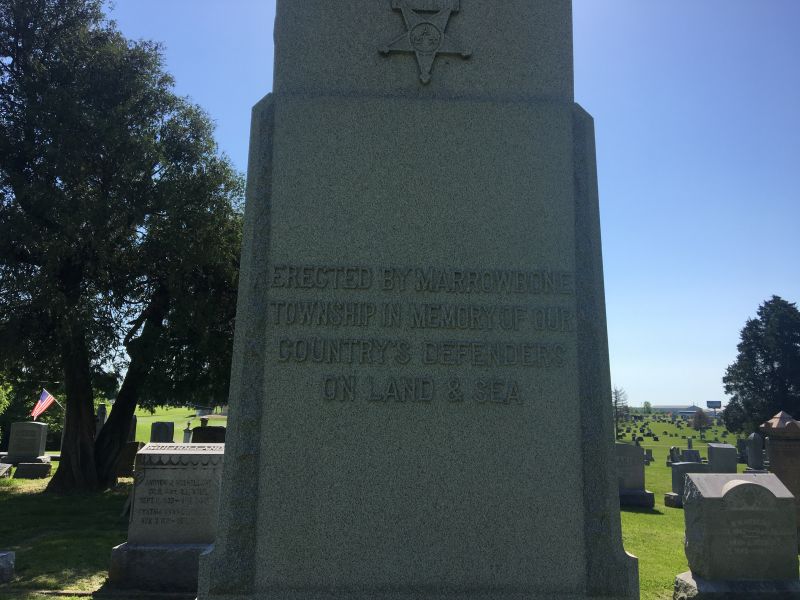 ERECTED BY MARROWBONE
TOWNSHIP IN MEMORY OF OUR
COUNTRY'S DEFENDERS
ON LAND & SEA